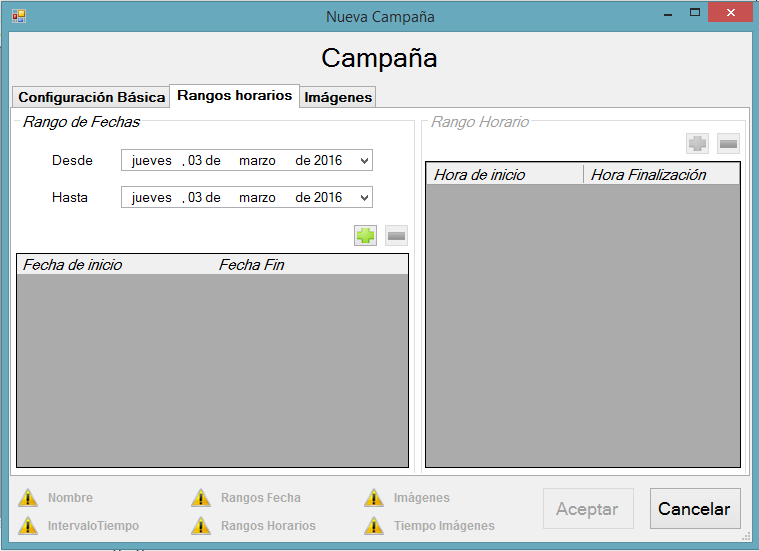 Nueva Campaña
Campaña
Configuración Básica Rangos horarios Imágenes
Rango de Fechas
Desde jueves , 03 de marzo de 2016
Hasta jueves , 03 de marzo de 2016
Fecha de inicio Fecha Fin
Rango Horario
Hora de inicio Hora Finalización
Nombre Rangos Fecha Imágenes
IntervaloTiempo Rangos Horarios Tiempo Imágenes
Aceptar Cancelar